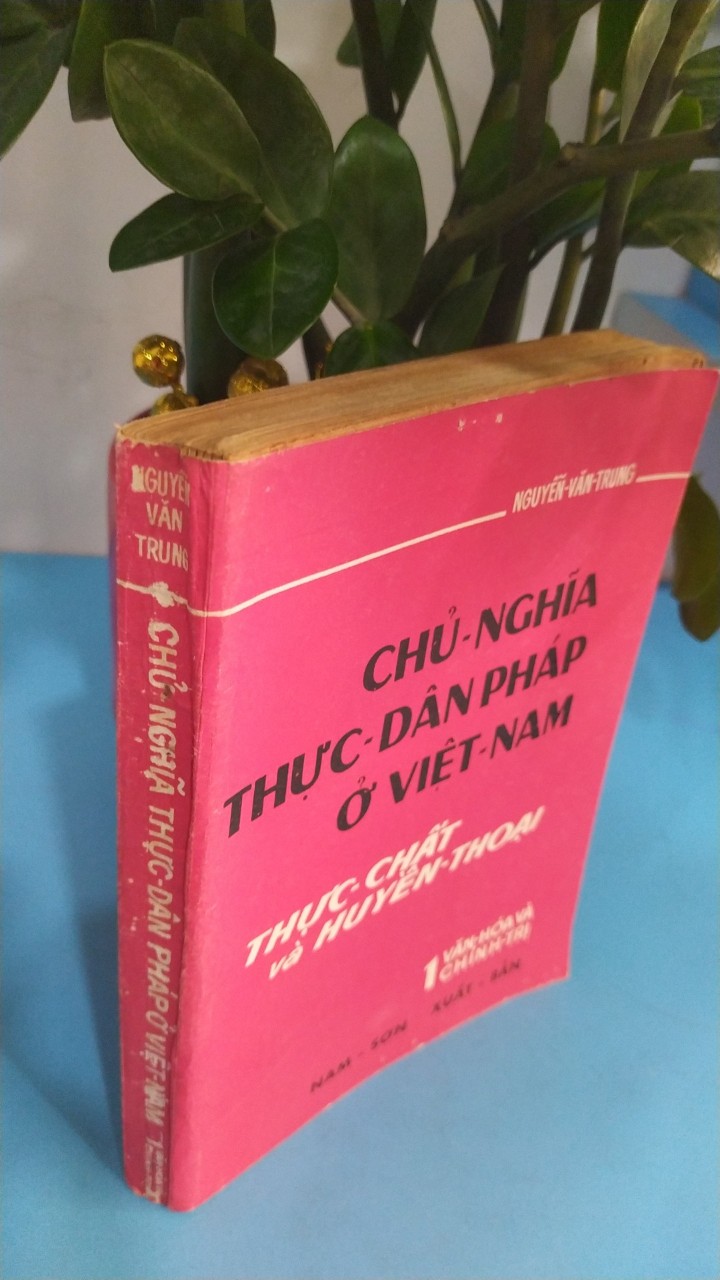 NGUYỄN
VĂN
TRUNG
CHỦ-NGHĨA THỰC-DÂN PHÁP Ở VIỆT-NAM
NGUYỄN-VĂN-TRUNG
CHỦ-NGHĨA
THỰC-DÂN PHÁP
Ở VIỆT-NAM
THỰC-CHẤT
và HUYỀN-THOẠI
1 VĂN-HÓA VÀ
CHÍNH-TRỊ
NAM-SƠN XUẤT-BẢN